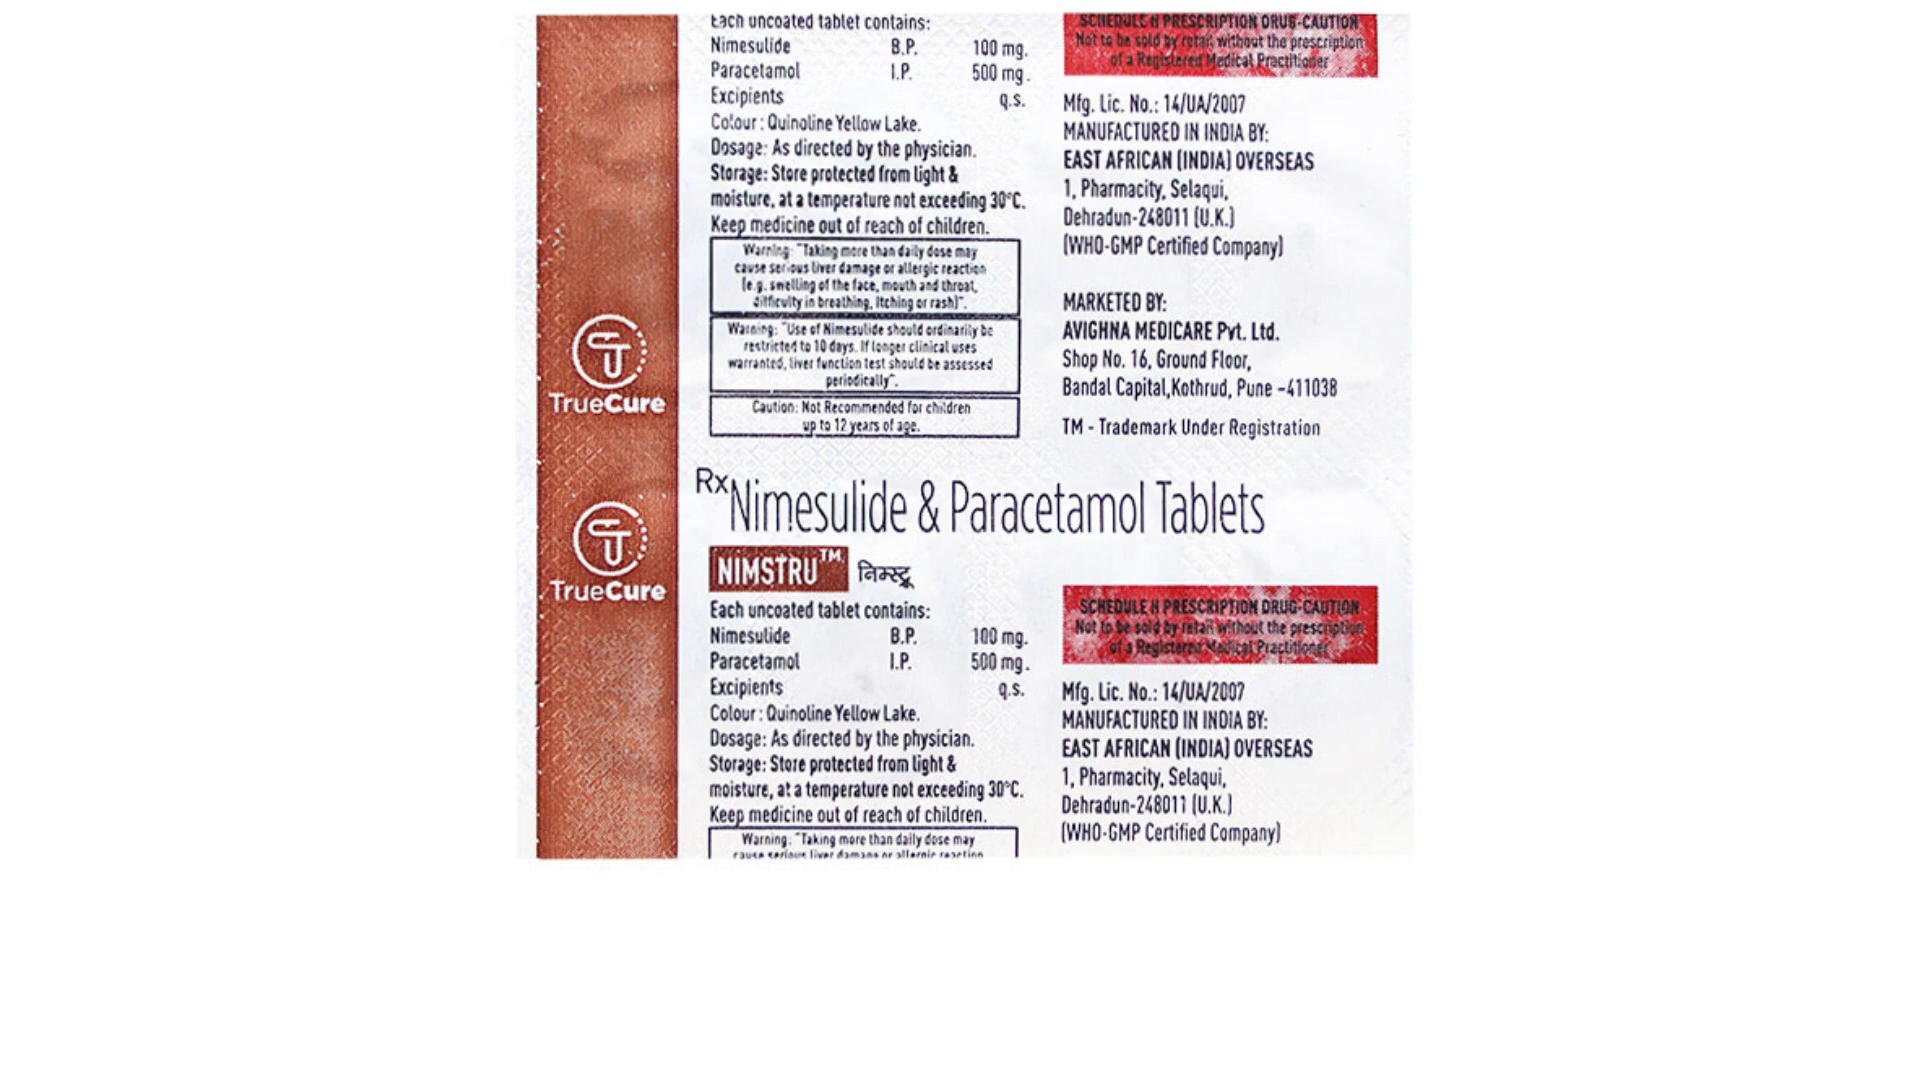 Each uncoated tablet contains:
Nimesulide B.P. 100 mg.
Paracetamol I.P. 500 mg.
Excipients q.s.
Colour : Quinoline Yellow Lake.
Dosage: As directed by the physician.
Storage: Store protected from light &
moisture, at a temperature not exceeding 30°C.
Keep medicine out of reach of children.
Warning: "Taking more than daily dose may
cause serious liver damage or allergic reaction
(e.g. swelling of the face, mouth and throat,
difficulty in breathing, Itching or rash)".
Warning: "Use of Nimesulide should ordinarily be
restricted to 10 days. If longer clinical uses
warranted, liver function test should be assessed
periodically".
Caution: Not Recommended for children
up to 12 years of age.
SCHEDULE H PRESCRIPTION DRUG-CAUTION
Not to be sold by retail without the prescription
of a Registered Medical Practitioner
Mfg. Lic. No.: 14/UA/2007
MANUFACTURED IN INDIA BY:
EAST AFRICAN (INDIA) OVERSEAS
1, Pharmacity, Selaqui,
Dehradun-248011 (U.K.)
(WHO-GMP Certified Company)
MARKETED BY:
AVIGHNA MEDICARE Pvt. Ltd.
Shop No. 16, Ground Floor,
Bandal Capital,Kothrud, Pune -411038
TM - Trademark Under Registration
TrueCure
TrueCure
Rx Nimesulide & Paracetamol Tablets
NIMSTRU™ निम्स्ट्रू
Each uncoated tablet contains:
Nimesulide B.P. 100 mg.
Paracetamol I.P. 500 mg.
Excipients q.s.
Colour : Quinoline Yellow Lake.
Dosage: As directed by the physician.
Storage: Store protected from light &
moisture, at a temperature not exceeding 30°C.
Keep medicine out of reach of children.
Warning: "Taking more than daily dose may
cause serious liver damage or allergic reaction
SCHEDULE H PRESCRIPTION DRUG-CAUTION
Not to be sold by retail without the prescription
of a Registered Medical Practitioner
Mfg. Lic. No.: 14/UA/2007
MANUFACTURED IN INDIA BY:
EAST AFRICAN (INDIA) OVERSEAS
1, Pharmacity, Selaqui,
Dehradun-248011 (U.K.)
(WHO-GMP Certified Company)